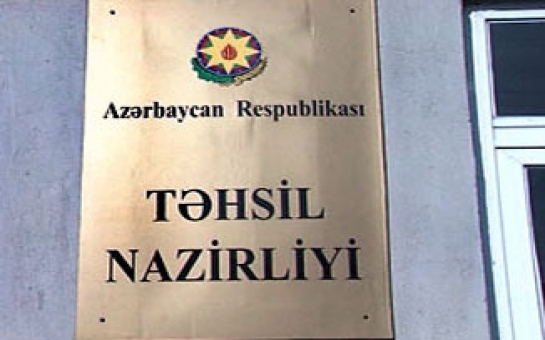 Azərbaycan Respublikası
TƏHSİL
NAZİRLİYİ